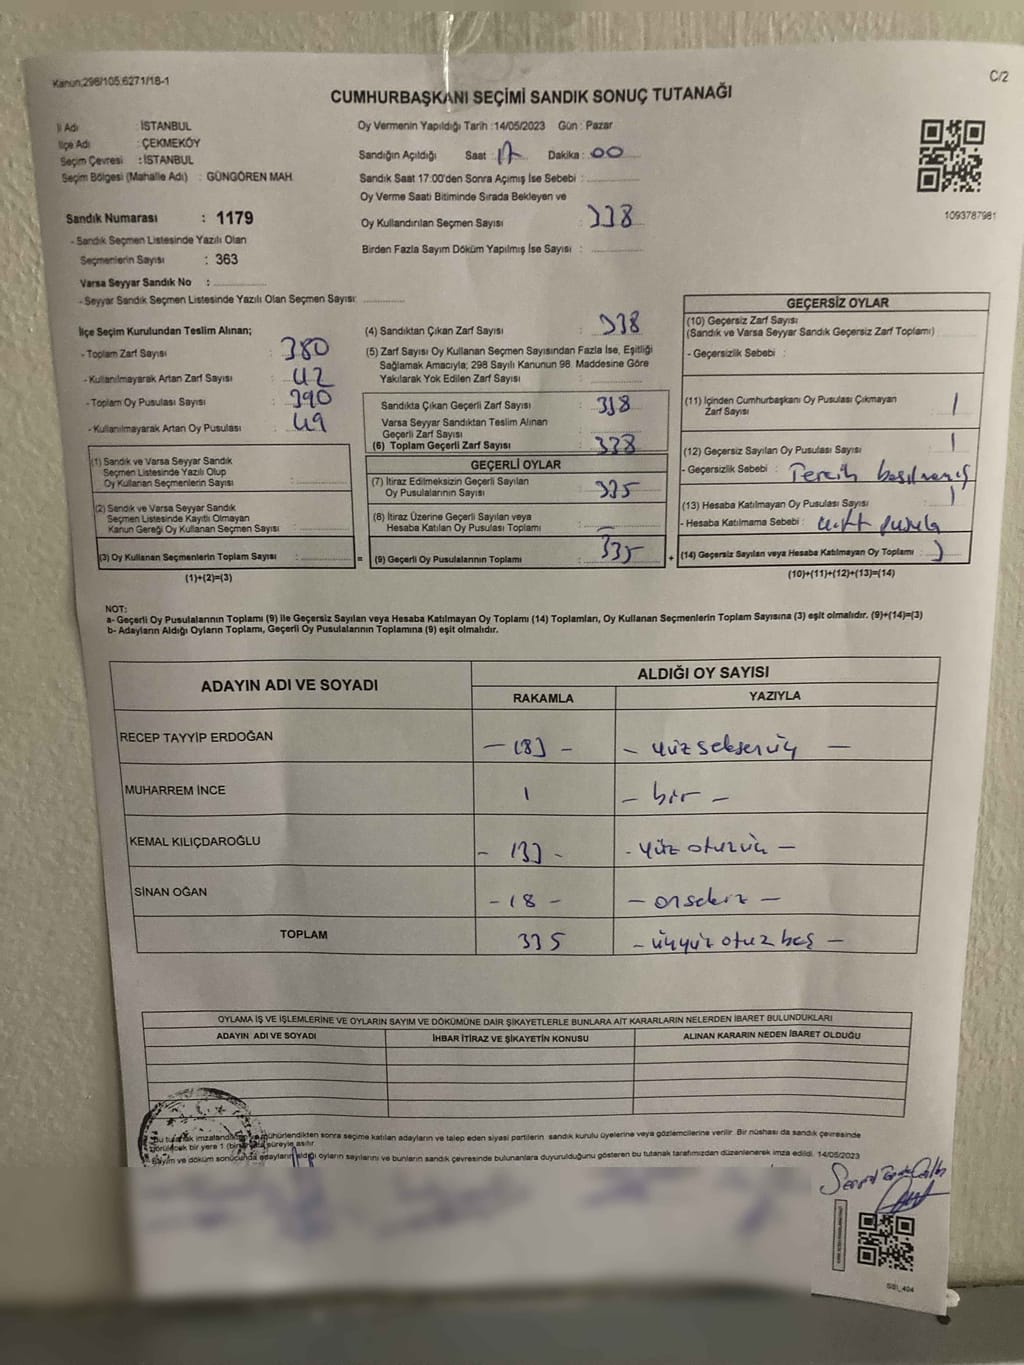 Kanun;298/105,6271/18-1
C/2
CUMHURBAŞKANI SEÇİMİ SANDIK SONUÇ TUTANAĞI
İl Adı : İSTANBUL
İlçe Adı : ÇEKMEKÖY
Seçim Çevresi : İSTANBUL
Seçim Bölgesi (Mahalle Adı) : GÜNGÖREN MAH.
Sandık Numarası : 1179
- Sandık Seçmen Listesinde Yazılı Olan
Seçmenlerin Sayısı : 363
Varsa Seyyar Sandık No :
- Seyyar Sandık Seçmen Listesinde Yazılı Olan Seçmen Sayısı:
Oy Vermenin Yapıldığı Tarih :14/05/2023 Gün : Pazar
Sandığın Açıldığı Saat : 17 Dakika : 00
Sandık Saat 17:00'den Sonra Açımış İse Sebebi :
Oy Verme Saati Bitiminde Sırada Bekleyen ve
Oy Kullandırılan Seçmen Sayısı : 338
Birden Fazla Sayım Döküm Yapılmış İse Sayısı :
1093787981
İlçe Seçim Kurulundan Teslim Alınan;
- Toplam Zarf Sayısı : 380
- Kullanılmayarak Artan Zarf Sayısı : 42
- Toplam Oy Pusulası Sayısı : 390
- Kullanılmayarak Artan Oy Pusulası : 49
(1) Sandık ve Varsa Seyyar Sandık
Seçmen Listesinde Yazılı Olup
Oy Kullanan Seçmenlerin Sayısı :
(2) Sandık ve Varsa Seyyar Sandık
Seçmen Listesinde Kayıtlı Olmayan
Kanun Gereği Oy Kullanan Seçmen Sayısı :
(3) Oy Kullanan Seçmenlerin Toplam Sayısı : =
(1)+(2)=(3)
(4) Sandıktan Çıkan Zarf Sayısı : 338
(5) Zarf Sayısı Oy Kullanan Seçmen Sayısından Fazla İse, Eşitliği
Sağlamak Amacıyla; 298 Sayılı Kanunun 98. Maddesine Göre
Yakılarak Yok Edilen Zarf Sayısı :
Sandıkta Çıkan Geçerli Zarf Sayısı : 338
Varsa Seyyar Sandıktan Teslim Alınan
Geçerli Zarf Sayısı :
(6) Toplam Geçerli Zarf Sayısı : 338
GEÇERLİ OYLAR
(7) İtiraz Edilmeksizin Geçerli Sayılan
Oy Pusulalarının Sayısı : 335
(8) İtiraz Üzerine Geçerli Sayılan veya
Hesaba Katılan Oy Pusulası Toplamı : —
(9) Geçerli Oy Pusulalarının Toplamı : 335 +
GEÇERSİZ OYLAR
(10) Geçersiz Zarf Sayısı
(Sandık ve Varsa Seyyar Sandık Geçersiz Zarf Toplamı)
- Geçersizlik Sebebi :
(11) İçinden Cumhurbaşkanı Oy Pusulası Çıkmayan
Zarf Sayısı : 1
(12) Geçersiz Sayılan Oy Pusulası Sayısı : 1
- Geçersizlik Sebebi : Tercih basılmamış
(13) Hesaba Katılmayan Oy Pusulası Sayısı : 1
- Hesaba Katılmama Sebebi : çift pusula
(14) Geçersiz Sayılan veya Hesaba Katılmayan Oy Toplamı : 3
(10)+(11)+(12)+(13)=(14)
NOT:
a- Geçerli Oy Pusulalarının Toplamı (9) ile Geçersiz Sayılan veya Hesaba Katılmayan Oy Toplamı (14) Toplamları, Oy Kullanan Seçmenlerin Toplam Sayısına (3) eşit olmalıdır. (9)+(14)=(3)
b- Adayların Aldığı Oyların Toplamı, Geçerli Oy Pusulalarının Toplamına (9) eşit olmalıdır.
ADAYIN ADI VE SOYADI
ALDIĞI OY SAYISI
RAKAMLA YAZIYLA
RECEP TAYYİP ERDOĞAN – 183 – – yüzseksenüç –
MUHARREM İNCE 1 – bir –
KEMAL KILIÇDAROĞLU – 133 – – yüz otuzüç –
SİNAN OĞAN – 18 – – onsekiz –
TOPLAM 335 – üçyüz otuz beş –
OYLAMA İŞ VE İŞLEMLERİNE VE OYLARIN SAYIM VE DÖKÜMÜNE DAİR ŞİKAYETLERLE BUNLARA AİT KARARLARIN NELERDEN İBARET BULUNDUKLARI
ADAYIN ADI VE SOYADI İHBAR İTİRAZ VE ŞİKAYETİN KONUSU ALINAN KARARIN NEDEN İBARET OLDUĞU
Bu tutanak imzalandıktan ve mühürlendikten sonra seçime katılan adayların ve talep eden siyasi partilerin sandık kurulu üyelerine veya gözlemcilerine verilir. Bir nüshası da sandık çevresinde
görülecek bir yere 1 (bir) hafta süreyle asılır.
Sayım ve döküm sonucunda adayların aldığı oyların sayılarını ve bunların sandık çevresinde bulunanlara duyurulduğunu gösteren bu tutanak tarafımızdan düzenlenerek imza edildi. 14/05/2023
SSI_404